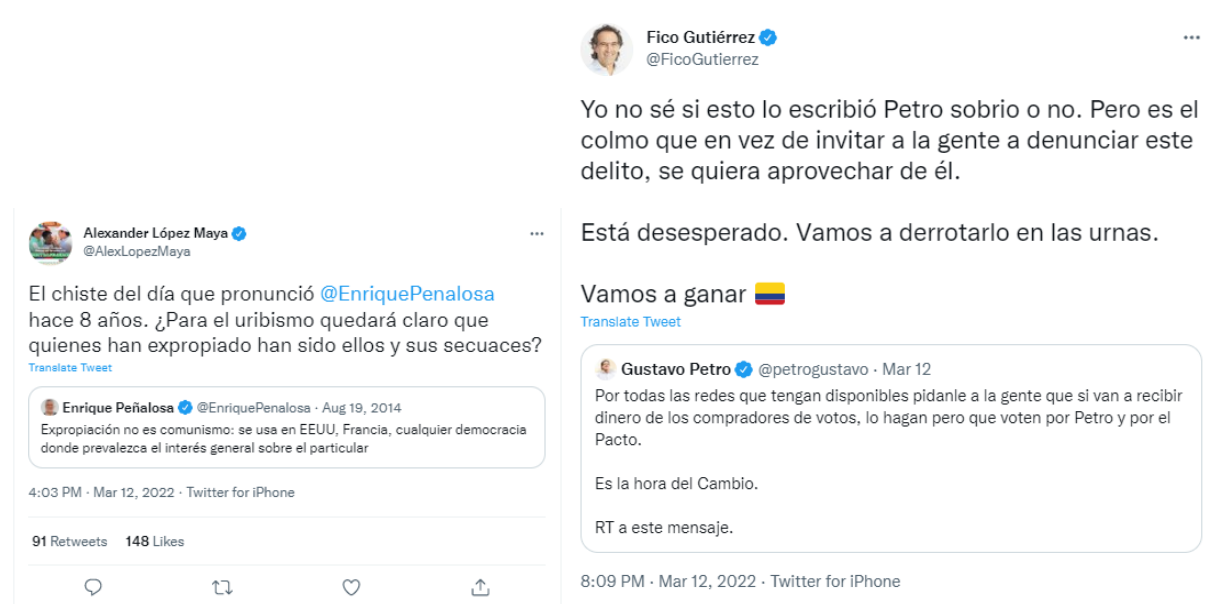 Alexander López Maya
@AlexLopezMaya
El chiste del día que pronunció @EnriquePenalosa
hace 8 años. ¿Para el uribismo quedará claro que
quienes han expropiado han sido ellos y sus secuaces?
Translate Tweet
Enrique Peñalosa @EnriquePenalosa · Aug 19, 2014
Expropiación no es comunismo: se usa en EEUU, Francia, cualquier democracia
donde prevalezca el interés general sobre el particular
4:03 PM · Mar 12, 2022 · Twitter for iPhone
91 Retweets 148 Likes
Fico Gutiérrez
@FicoGutierrez
Yo no sé si esto lo escribió Petro sobrio o no. Pero es el
colmo que en vez de invitar a la gente a denunciar este
delito, se quiera aprovechar de él.
Está desesperado. Vamos a derrotarlo en las urnas.
Vamos a ganar 🇨🇴
Translate Tweet
Gustavo Petro @petrogustavo · Mar 12
Por todas las redes que tengan disponibles pidanle a la gente que si van a recibir
dinero de los compradores de votos, lo hagan pero que voten por Petro y por el
Pacto.
Es la hora del Cambio.
RT a este mensaje.
8:09 PM · Mar 12, 2022 · Twitter for iPhone